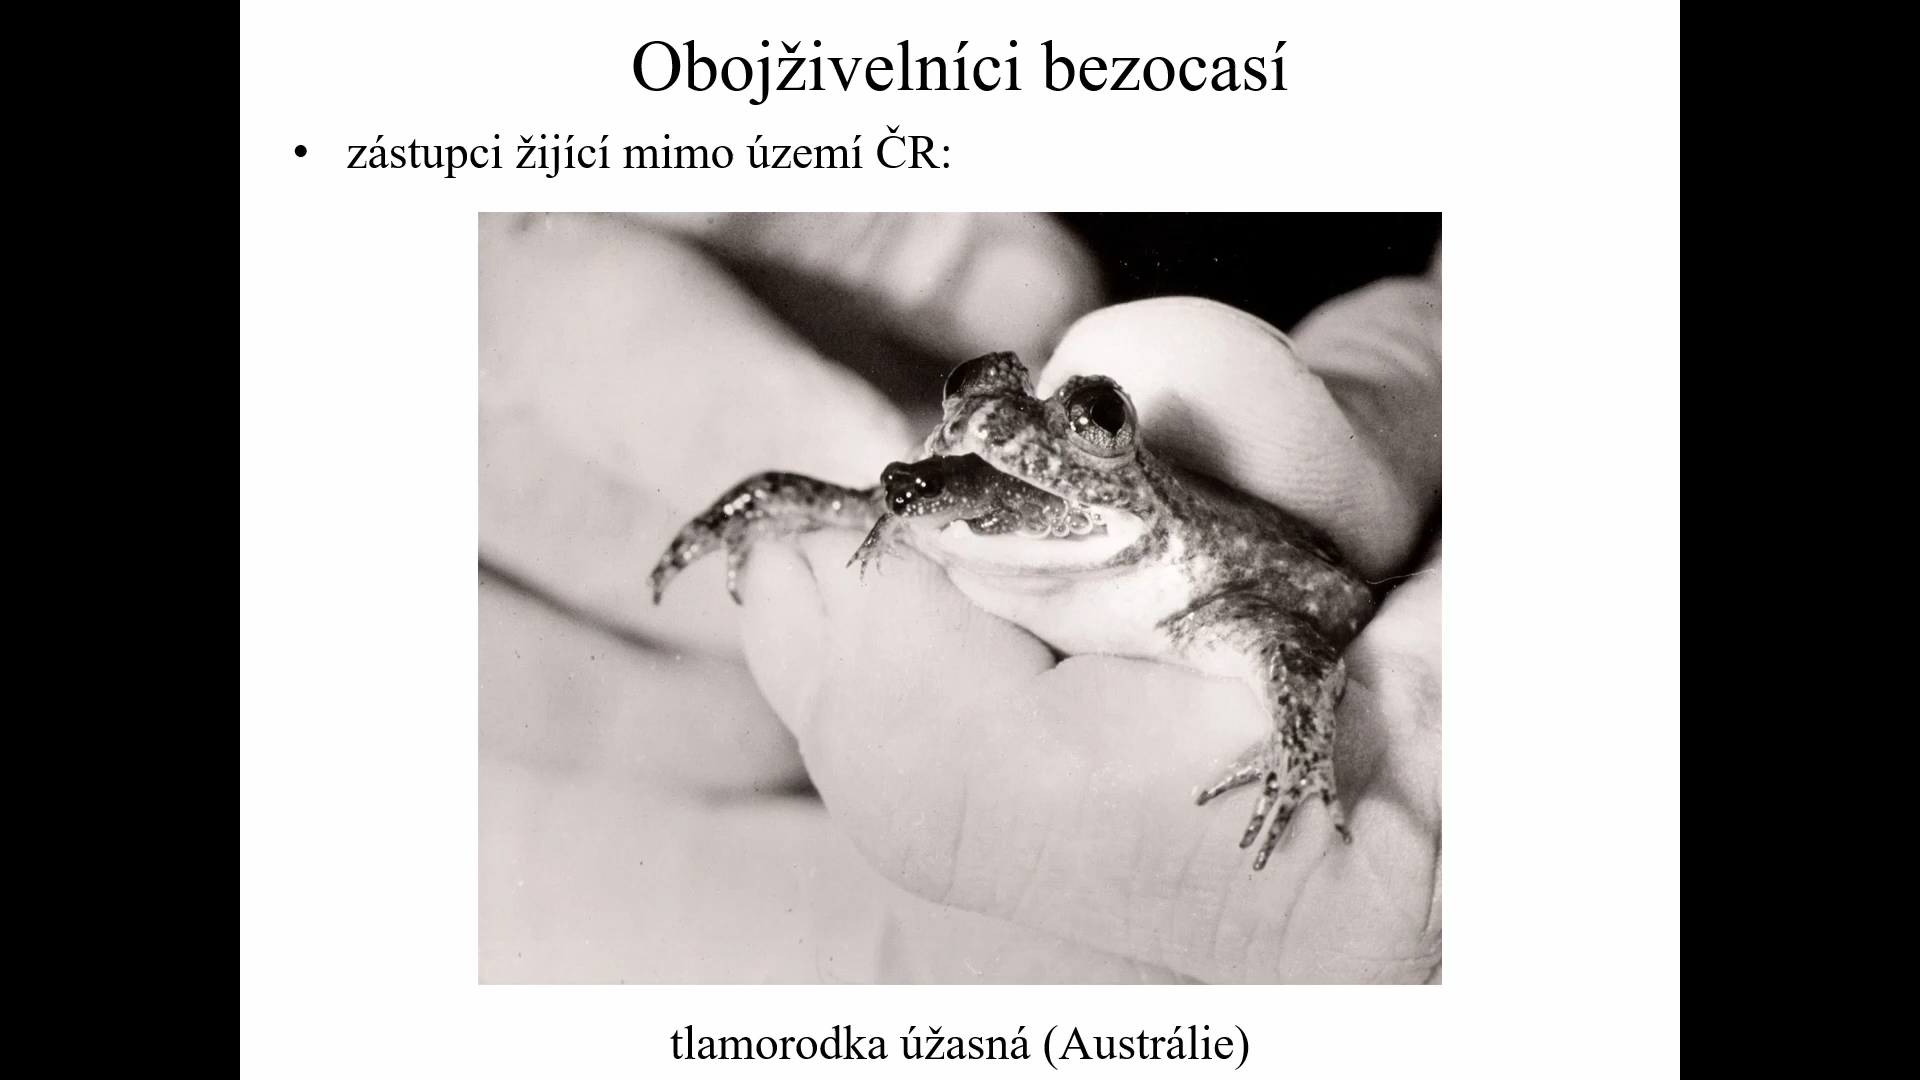 Obojživelníci bezocasí
• zástupci žijící mimo území ČR:
tlamorodka úžasná (Austrálie)